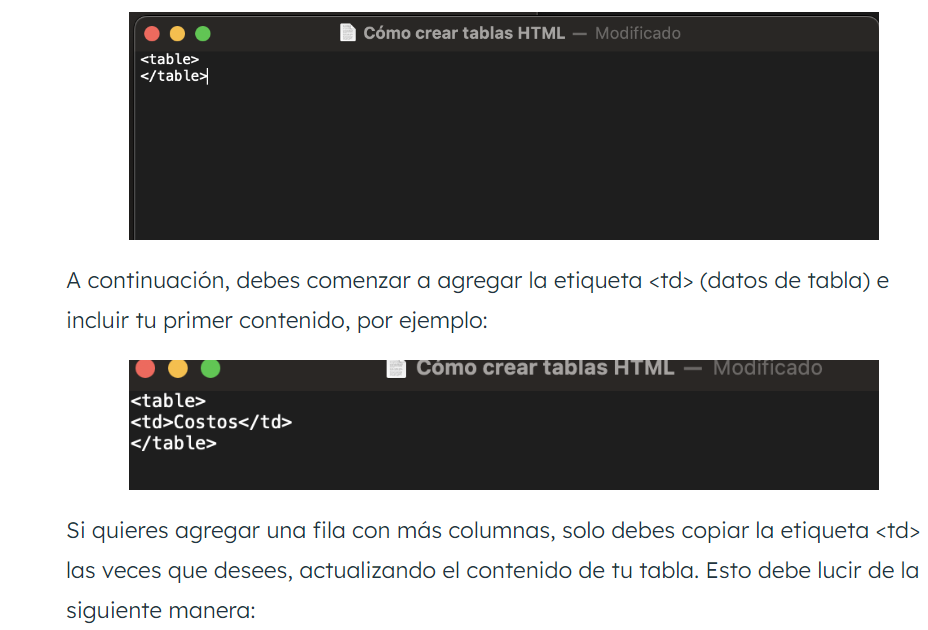 Cómo crear tablas HTML — Modificado
<table>
</table>
A continuación, debes comenzar a agregar la etiqueta <td> (datos de tabla) e
incluir tu primer contenido, por ejemplo:
Cómo crear tablas HTML — Modificado
<table>
<td>Costos</td>
</table>
Si quieres agregar una fila con más columnas, solo debes copiar la etiqueta <td>
las veces que desees, actualizando el contenido de tu tabla. Esto debe lucir de la
siguiente manera: